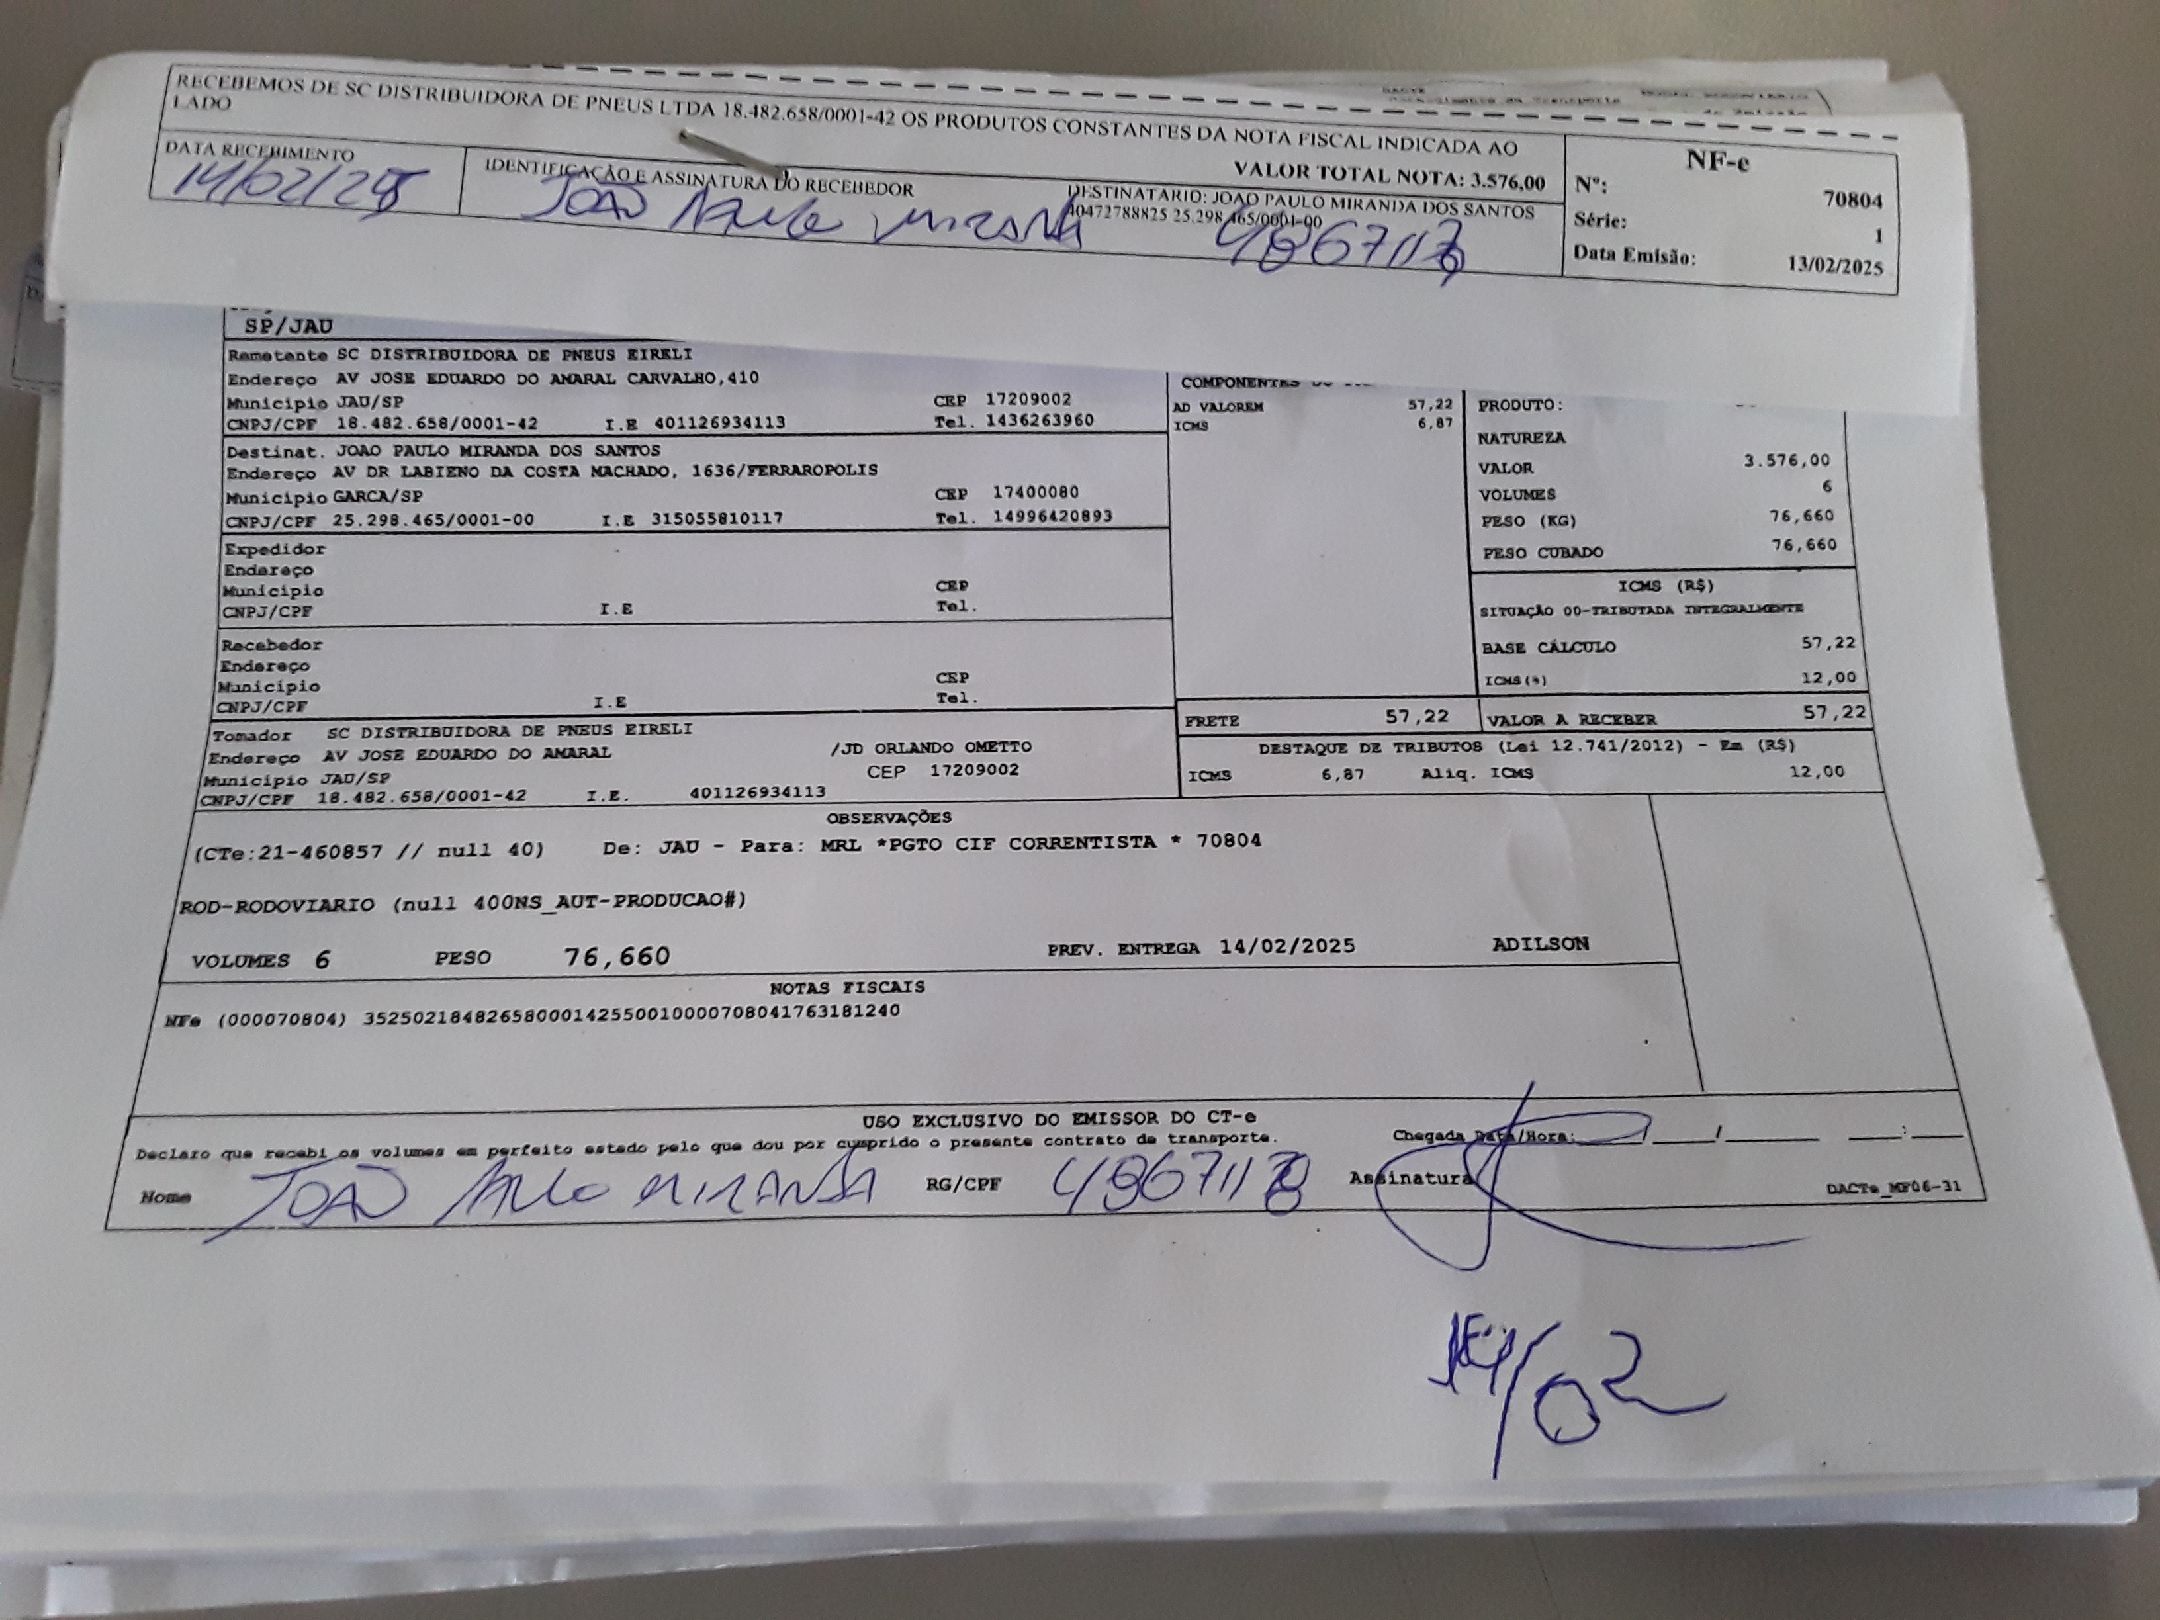 RECEBEMOS DE SC DISTRIBUIDORA DE PNEUS LTDA 18.482.658/0001-42 OS PRODUTOS CONSTANTES DA NOTA FISCAL INDICADA AO
LADO
VALOR TOTAL NOTA: 3.576,00
DATA RECEBIMENTO
14/02/25
IDENTIFICAÇÃO E ASSINATURA DO RECEBEDOR
DESTINATARIO: JOAO PAULO MIRANDA DOS SANTOS
40472788825 25.298.465/0001-00
JOAO PAULO MIRANDA
NF-e
Nº: 70804
Série: 1
Data Emissão: 13/02/2025
SP/JAU
Remetente SC DISTRIBUIDORA DE PNEUS EIRELI
Endereço AV JOSE EDUARDO DO AMARAL CARVALHO,410
Municipio JAU/SP CEP 17209002
CNPJ/CPF 18.482.658/0001-42 I.E 401126934113 Tel. 1436263960
Destinat. JOAO PAULO MIRANDA DOS SANTOS
Endereço AV DR LABIENO DA COSTA MACHADO, 1636/FERRAROPOLIS
Municipio GARCA/SP CEP 17400080
CNPJ/CPF 25.298.465/0001-00 I.E 315055810117 Tel. 14996420893
Expedidor
Endereço
Municipio CEP
CNPJ/CPF I.E Tel.
Recebedor
Endereço
Municipio CEP
CNPJ/CPF I.E Tel.
Tomador SC DISTRIBUIDORA DE PNEUS EIRELI
Endereço AV JOSE EDUARDO DO AMARAL /JD ORLANDO OMETTO
Municipio JAU/SP CEP 17209002
CNPJ/CPF 18.482.658/0001-42 I.E. 401126934113
COMPONENTES
AD VALOREM 57,22
ICMS 6,87
PRODUTO:
NATUREZA
VALOR 3.576,00
VOLUMES 6
PESO (KG) 76,660
PESO CUBADO 76,660
ICMS (R$)
SITUAÇÃO 00-TRIBUTADA INTEGRALMENTE
BASE CÁLCULO 57,22
ICMS(%) 12,00
FRETE 57,22 VALOR A RECEBER 57,22
DESTAQUE DE TRIBUTOS (Lei 12.741/2012) - Em (R$)
ICMS 6,87 Aliq. ICMS 12,00
OBSERVAÇÕES
(CTe:21-460857 // null 40) De: JAU - Para: MRL *PGTO CIF CORRENTISTA * 70804
ROD-RODOVIARIO (null 400NS_AUT-PRODUCAO#)
VOLUMES 6 PESO 76,660 PREV. ENTREGA 14/02/2025 ADILSON
NOTAS FISCAIS
NFe (000070804) 35250218482658000142550010000708041763181240
USO EXCLUSIVO DO EMISSOR DO CT-e
Declaro que recebi os volumes em perfeito estado pelo que dou por cumprido o presente contrato de transporte.
Chegada Data/Hora: / / :
Nome JOAO PAULO MIRANDA RG/CPF Assinatura
DACTe_MF06-31
14/02